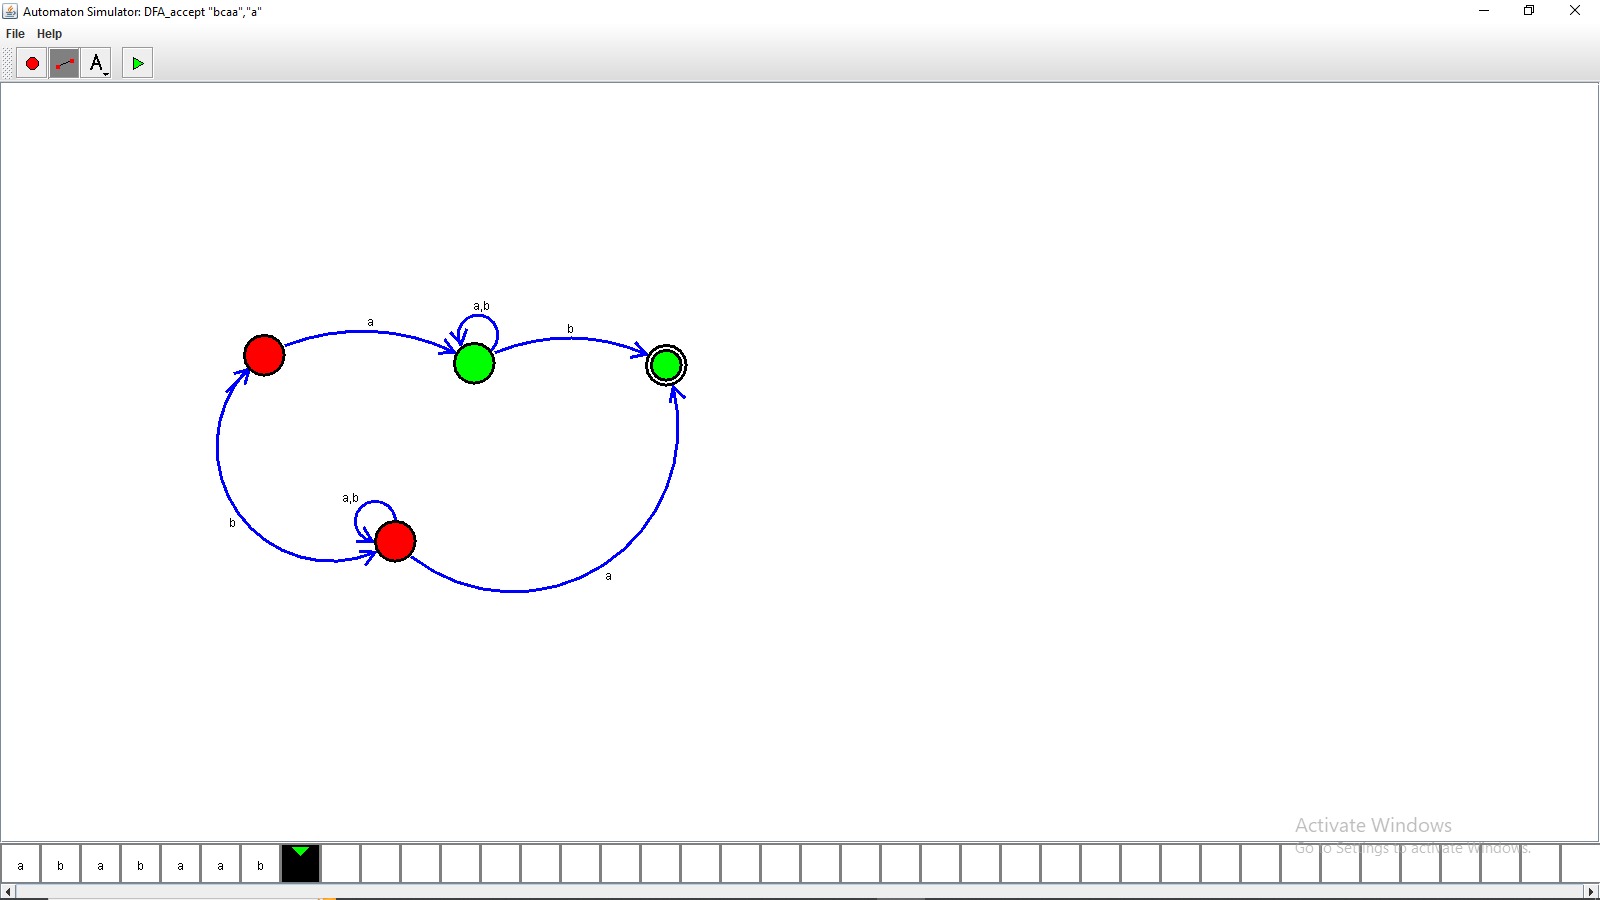 Automaton Simulator: DFA_accept "bcaa","a"
File Help
A
a,b
a
b
a,b
b
a
Activate Windows
Go to Settings to activate Windows.
a b a b a a b